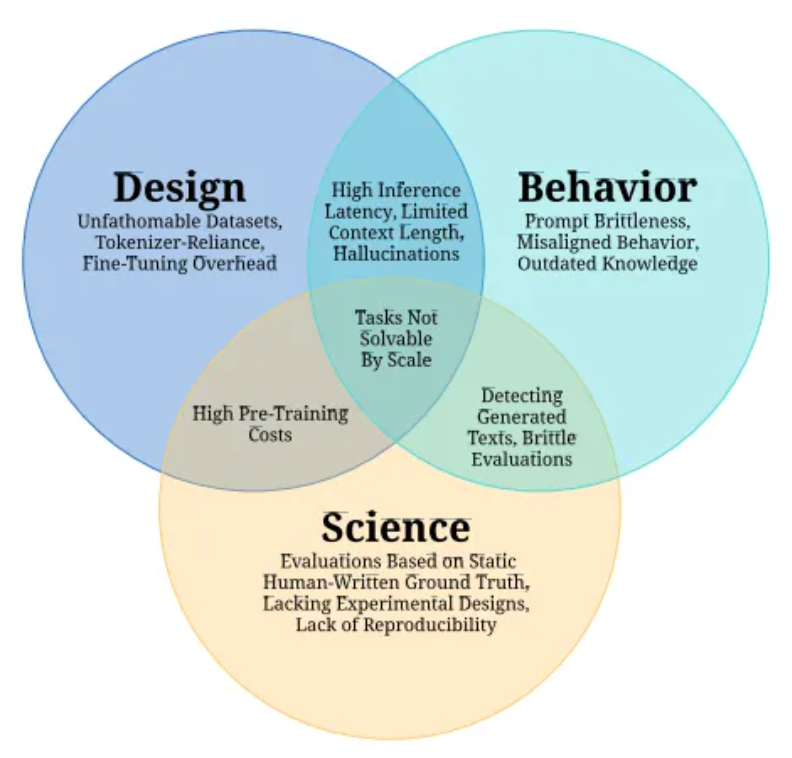 Design
Unfathomable Datasets,
Tokenizer-Reliance,
Fine-Tuning Overhead
High Inference
Latency, Limited
Context Length,
Hallucinations
Behavior
Prompt Brittleness,
Misaligned Behavior,
Outdated Knowledge
Tasks Not
Solvable
By Scale
High Pre-Training
Costs
Detecting
Generated
Texts, Brittle
Evaluations
Science
Evaluations Based on Static
Human-Written Ground Truth,
Lacking Experimental Designs,
Lack of Reproducibility